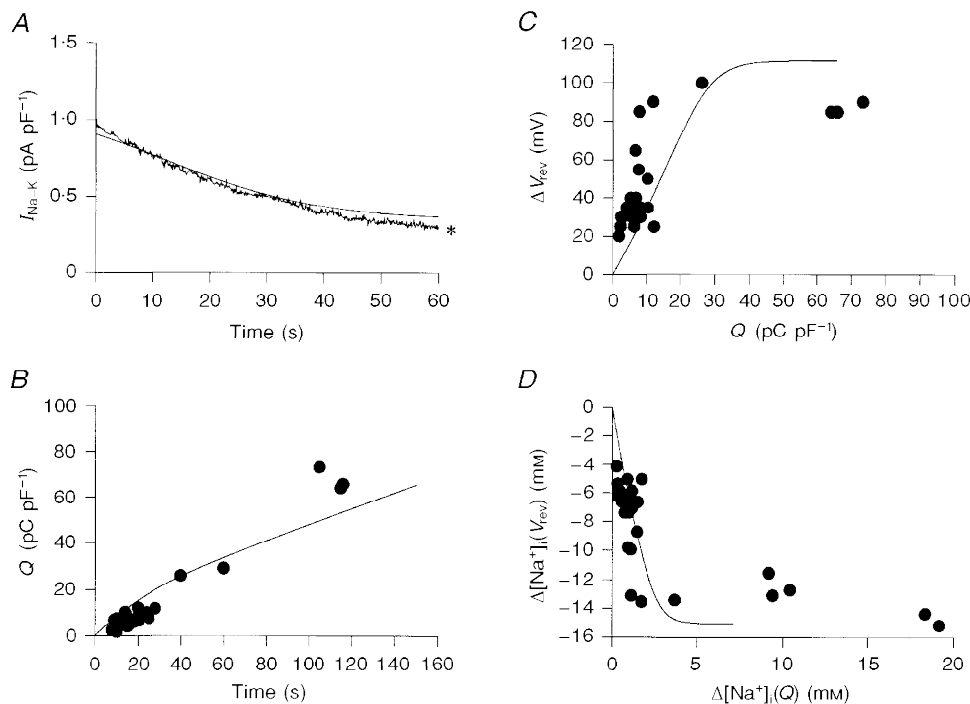 A
1·5
1·0
0·5
0
I Na–K (pA pF⁻¹)
*
0 10 20 30 40 50 60
Time (s)
B
100
80
60
40
20
0
Q (pC pF⁻¹)
0 20 40 60 80 100 120 140 160
Time (s)
C
120
100
80
60
40
20
0
ΔV rev (mV)
0 10 20 30 40 50 60 70 80 90 100
Q (pC pF⁻¹)
D
0
−2
−4
−6
−8
−10
−12
−14
−16
Δ[Na⁺]i(Vrev) (mM)
0 5 10 15 20
Δ[Na⁺]i(Q) (mM)